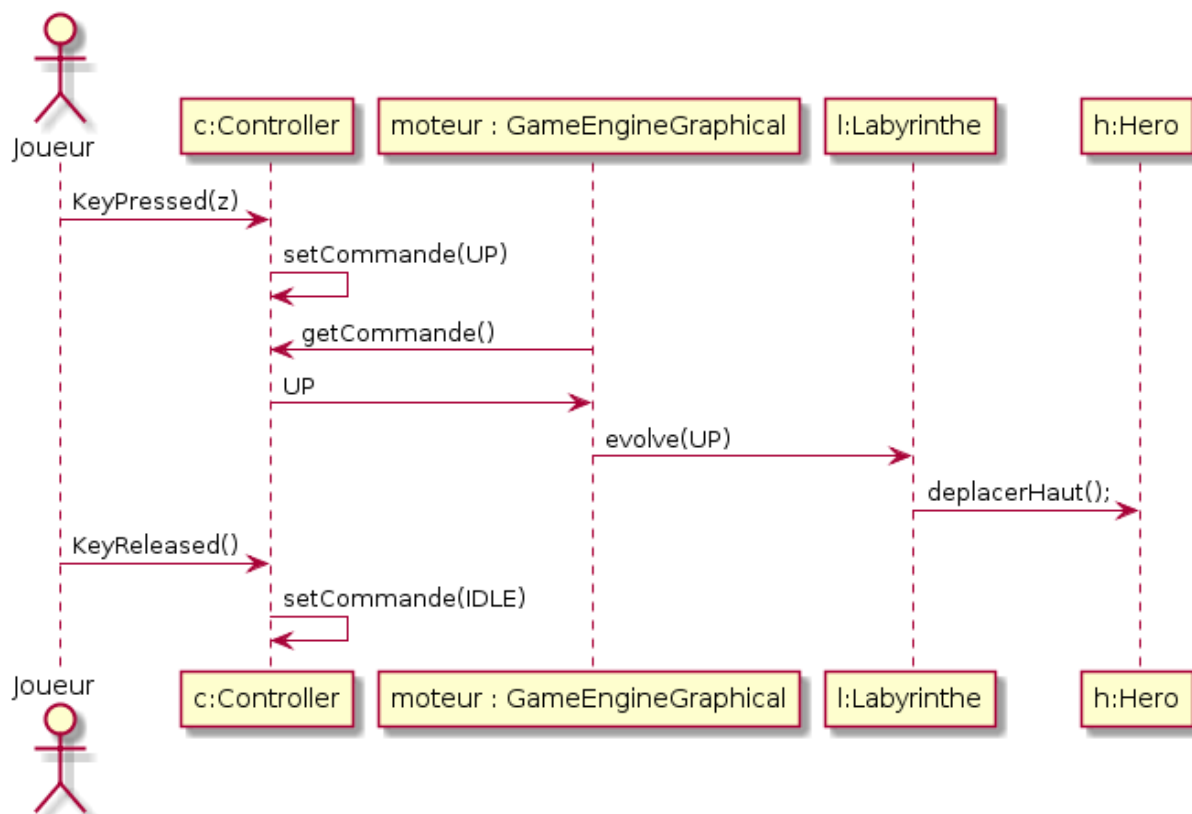 Joueur
c:Controller
moteur : GameEngineGraphical
l:Labyrinthe
h:Hero
KeyPressed(z)
setCommande(UP)
getCommande()
UP
evolve(UP)
deplacerHaut();
KeyReleased()
setCommande(IDLE)
Joueur
c:Controller
moteur : GameEngineGraphical
l:Labyrinthe
h:Hero